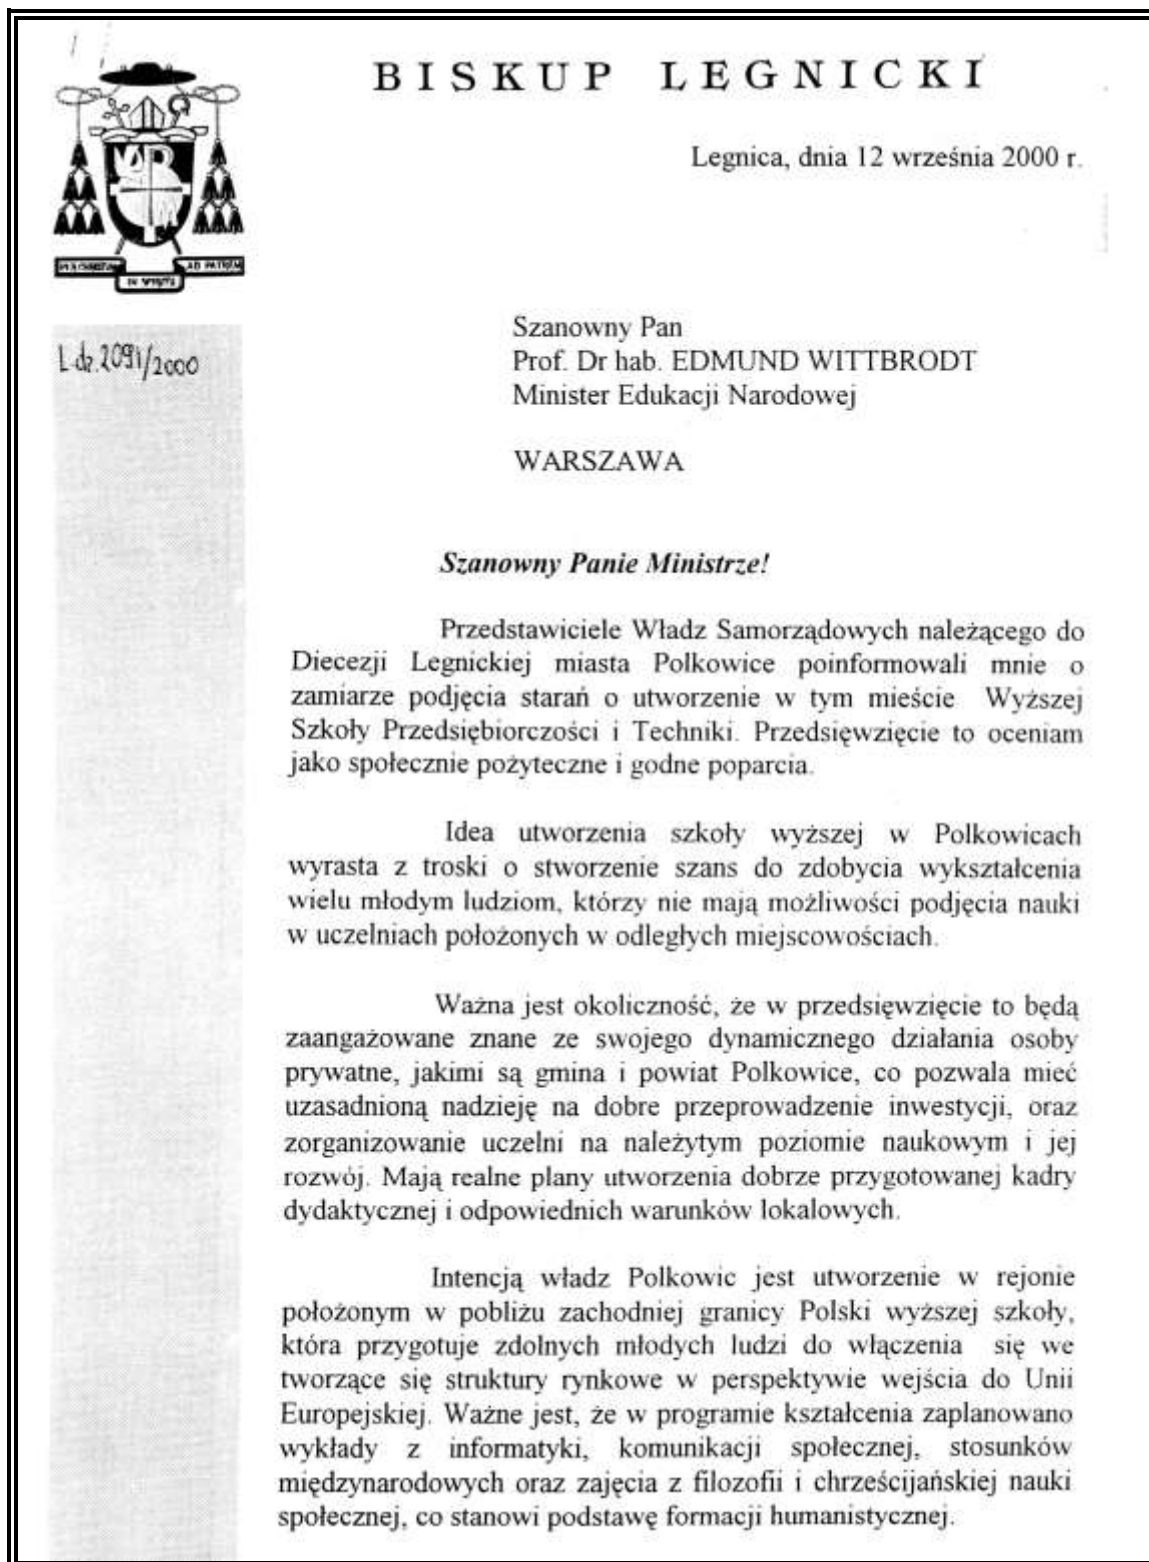 BISKUP LEGNICKI
Legnica, dnia 12 września 2000 r.
AD PATREM
IN SPIRITU
L.dz. 2091/2000
Szanowny Pan
Prof. Dr hab. EDMUND WITTBRODT
Minister Edukacji Narodowej
WARSZAWA
Szanowny Panie Ministrze!
Przedstawiciele Władz Samorządowych należącego do
Diecezji Legnickiej miasta Polkowice poinformowali mnie o
zamiarze podjęcia starań o utworzenie w tym mieście Wyższej
Szkoły Przedsiębiorczości i Techniki. Przedsięwzięcie to oceniam
jako społecznie pożyteczne i godne poparcia.
Idea utworzenia szkoły wyższej w Polkowicach
wyrasta z troski o stworzenie szans do zdobycia wykształcenia
wielu młodym ludziom, którzy nie mają możliwości podjęcia nauki
w uczelniach położonych w odległych miejscowościach.
Ważna jest okoliczność, że w przedsięwzięcie to będą
zaangażowane znane ze swojego dynamicznego działania osoby
prywatne, jakimi są gmina i powiat Polkowice, co pozwala mieć
uzasadnioną nadzieję na dobre przeprowadzenie inwestycji, oraz
zorganizowanie uczelni na należytym poziomie naukowym i jej
rozwój. Mają realne plany utworzenia dobrze przygotowanej kadry
dydaktycznej i odpowiednich warunków lokalowych.
Intencją władz Polkowic jest utworzenie w rejonie
położonym w pobliżu zachodniej granicy Polski wyższej szkoły,
która przygotuje zdolnych młodych ludzi do włączenia się we
tworzące się struktury rynkowe w perspektywie wejścia do Unii
Europejskiej. Ważne jest, że w programie kształcenia zaplanowano
wykłady z informatyki, komunikacji społecznej, stosunków
międzynarodowych oraz zajęcia z filozofii i chrześcijańskiej nauki
społecznej, co stanowi podstawę formacji humanistycznej.